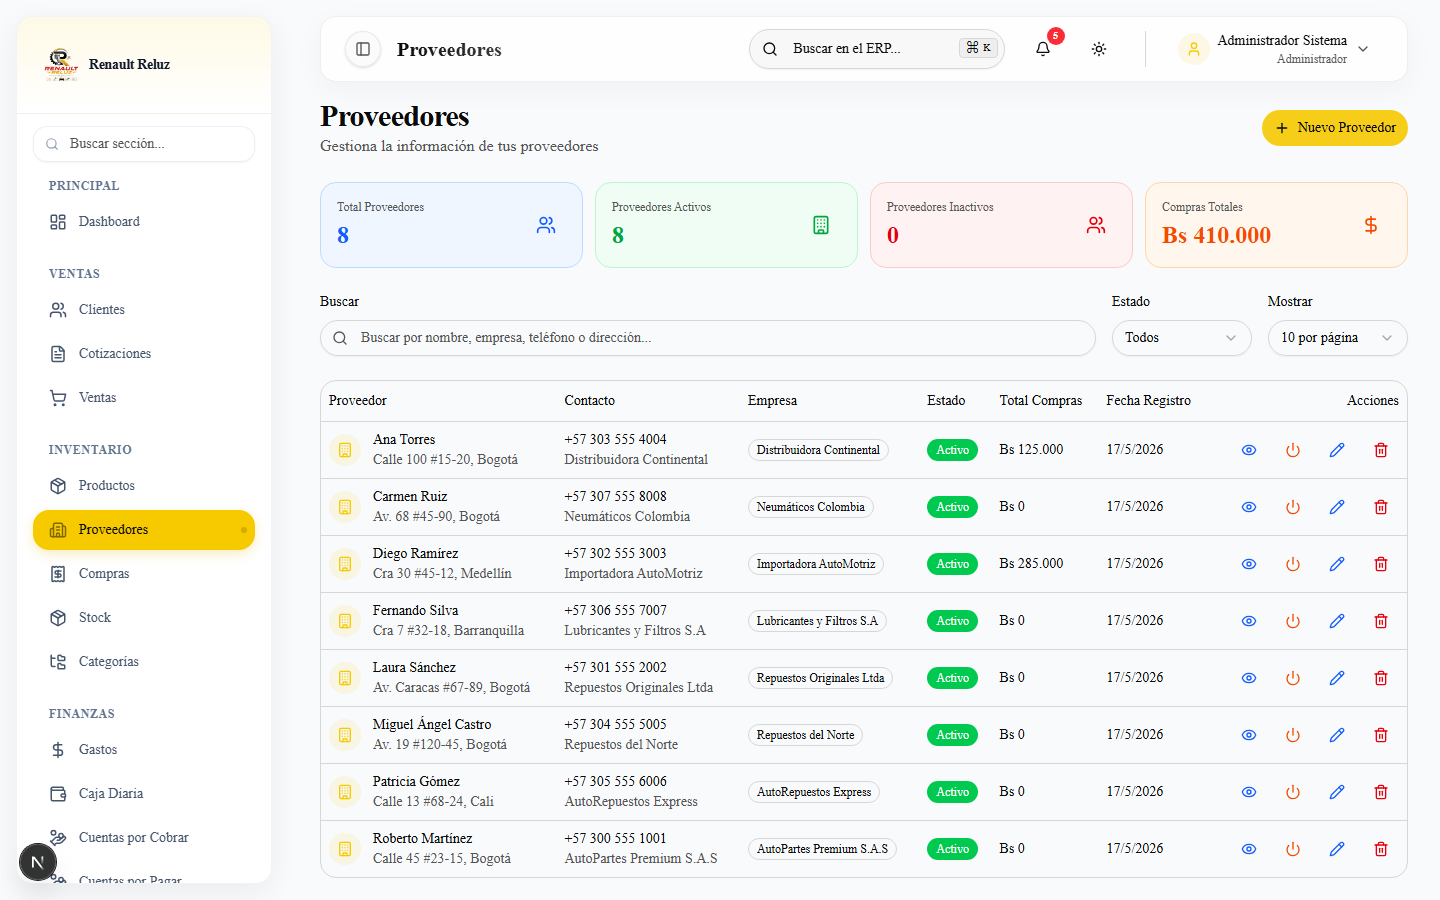 RENAULT
RELUZ
Renault Reluz
Buscar sección...
PRINCIPAL
Dashboard
VENTAS
Clientes
Cotizaciones
Ventas
INVENTARIO
Productos
Proveedores
Compras
Stock
Categorías
FINANZAS
Gastos
Caja Diaria
Cuentas por Cobrar
Cuentas por Pagar
N
Proveedores
Buscar en el ERP...
⌘ K
5
Administrador Sistema
Administrador
Proveedores
Gestiona la información de tus proveedores
Nuevo Proveedor
Total Proveedores
8
Proveedores Activos
8
Proveedores Inactivos
0
Compras Totales
Bs 410.000
Buscar
Estado
Mostrar
Buscar por nombre, empresa, teléfono o dirección...
Todos
10 por página
Proveedor Contacto Empresa Estado Total Compras Fecha Registro Acciones
Ana Torres
Calle 100 #15-20, Bogotá
+57 303 555 4004
Distribuidora Continental
Distribuidora Continental
Activo
Bs 125.000
17/5/2026
Carmen Ruiz
Av. 68 #45-90, Bogotá
+57 307 555 8008
Neumáticos Colombia
Neumáticos Colombia
Activo
Bs 0
17/5/2026
Diego Ramírez
Cra 30 #45-12, Medellín
+57 302 555 3003
Importadora AutoMotriz
Importadora AutoMotriz
Activo
Bs 285.000
17/5/2026
Fernando Silva
Cra 7 #32-18, Barranquilla
+57 306 555 7007
Lubricantes y Filtros S.A
Lubricantes y Filtros S.A
Activo
Bs 0
17/5/2026
Laura Sánchez
Av. Caracas #67-89, Bogotá
+57 301 555 2002
Repuestos Originales Ltda
Repuestos Originales Ltda
Activo
Bs 0
17/5/2026
Miguel Ángel Castro
Av. 19 #120-45, Bogotá
+57 304 555 5005
Repuestos del Norte
Repuestos del Norte
Activo
Bs 0
17/5/2026
Patricia Gómez
Calle 13 #68-24, Cali
+57 305 555 6006
AutoRepuestos Express
AutoRepuestos Express
Activo
Bs 0
17/5/2026
Roberto Martínez
Calle 45 #23-15, Bogotá
+57 300 555 1001
AutoPartes Premium S.A.S
AutoPartes Premium S.A.S
Activo
Bs 0
17/5/2026